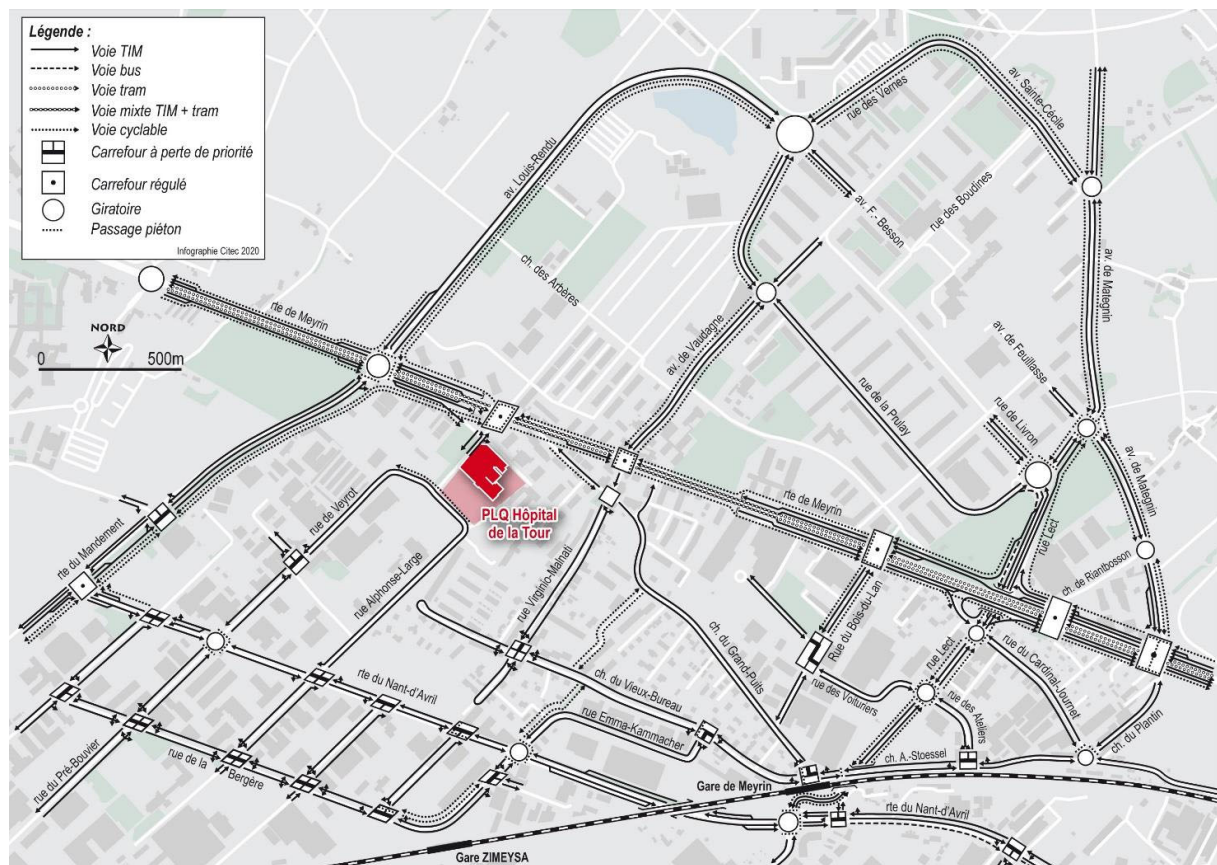 Légende :
Voie TIM
Voie bus
Voie tram
Voie mixte TIM + tram
Voie cyclable
Carrefour à perte de priorité
Carrefour régulé
Giratoire
Passage piéton
Infographie Citec 2020
NORD
0 500m
rte de Meyrin
av. Louis-Rendu
rue des Vernes
av. Sainte-Cécile
av. F.- Besson
rue des Boudines
ch. des Arbères
av. de Vaudagne
av. de Mategnin
av. de Feuillasse
rue de Livron
rue de la Prulay
av. de Mategnin
rte de Meyrin
rue Lect
ch. de Riantbosson
PLQ Hôpital
de la Tour
rue de Veyrot
rte du Mandement
rue Alphonse-Large
rue Virginio-Malnati
ch. du Grand-Puits
Rue du Bois-du-Lan
rue Lect
rue du Cardinal-Journet
rue des Voituriers
rue des Ateliers
ch. du Plantin
ch. du Vieux-Bureau
rte du Nant-d'Avril
rue Emma-Kammacher
ch. A.-Stoessel
rue du Pré-Bouvier
rue de la
Bergère
Gare de Meyrin
rte du Nant-d'Avril
Gare ZIMEYSA